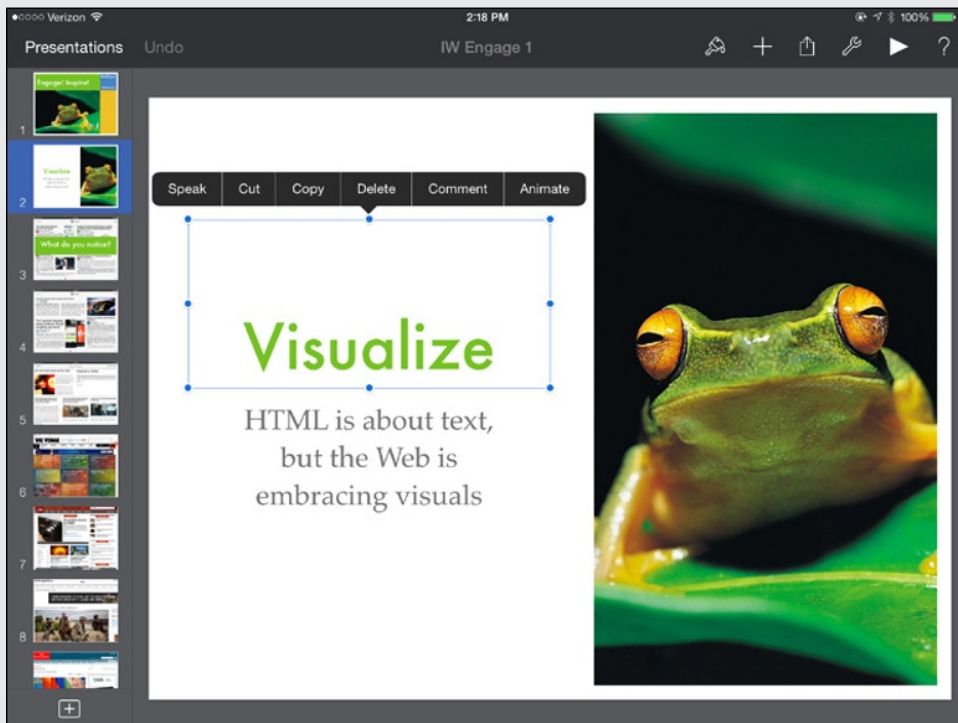 Verizon 2:18 PM 100%
Presentations Undo IW Engage 1 ?
Engage! Inspire!
1
Visualize
2
What do you notice?
3
4
5
6
7
8
Speak Cut Copy Delete Comment Animate
Visualize
HTML is about text,
but the Web is
embracing visuals